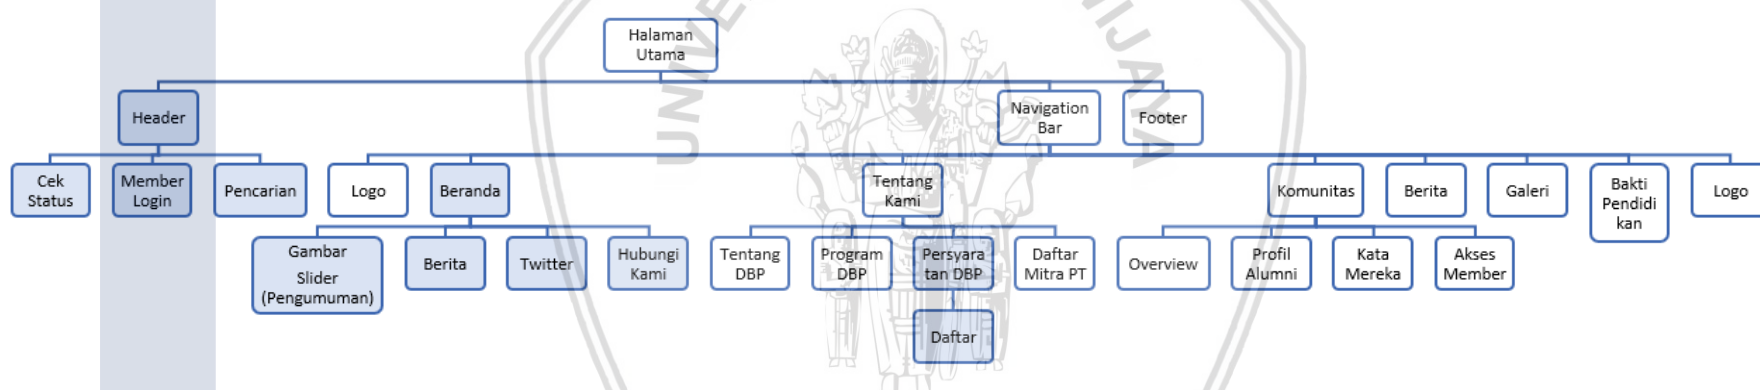 UNIVE
WIJAYA
Halaman
Utama
Header
Navigation
Bar
Footer
Cek
Status
Member
Login
Pencarian
Logo
Beranda
Tentang
Kami
Komunitas
Berita
Galeri
Bakti
Pendidi
kan
Logo
Gambar
Slider
(Pengumuman)
Berita
Twitter
Hubungi
Kami
Tentang
DBP
Program
DBP
Persyara
tan DBP
Daftar
Mitra PT
Overview
Profil
Alumni
Kata
Mereka
Akses
Member
Daftar